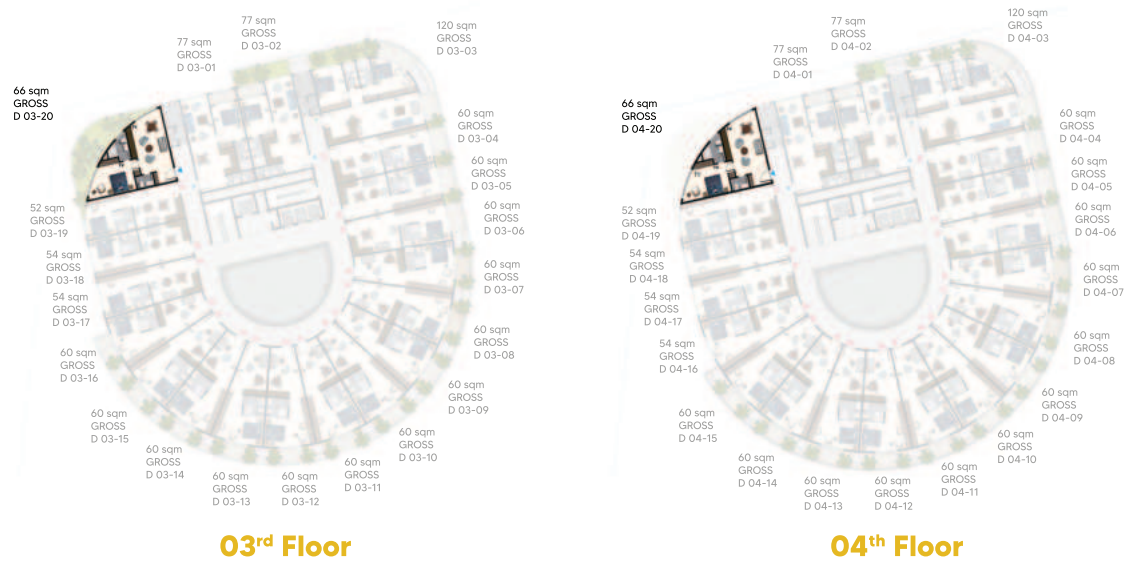 77 sqm
GROSS
D 03-02
120 sqm
GROSS
D 03-03
77 sqm
GROSS
D 03-01
66 sqm
GROSS
D 03-20
60 sqm
GROSS
D 03-04
60 sqm
GROSS
D 03-05
60 sqm
GROSS
D 03-06
52 sqm
GROSS
D 03-19
54 sqm
GROSS
D 03-18
60 sqm
GROSS
D 03-07
54 sqm
GROSS
D 03-17
60 sqm
GROSS
D 03-08
60 sqm
GROSS
D 03-16
60 sqm
GROSS
D 03-09
60 sqm
GROSS
D 03-15
60 sqm
GROSS
D 03-10
60 sqm
GROSS
D 03-14
60 sqm
GROSS
D 03-11
60 sqm
GROSS
D 03-13
60 sqm
GROSS
D 03-12
03rd Floor
77 sqm
GROSS
D 04-02
120 sqm
GROSS
D 04-03
77 sqm
GROSS
D 04-01
66 sqm
GROSS
D 04-20
60 sqm
GROSS
D 04-04
60 sqm
GROSS
D 04-05
60 sqm
GROSS
D 04-06
52 sqm
GROSS
D 04-19
54 sqm
GROSS
D 04-18
60 sqm
GROSS
D 04-07
54 sqm
GROSS
D 04-17
60 sqm
GROSS
D 04-08
54 sqm
GROSS
D 04-16
60 sqm
GROSS
D 04-09
60 sqm
GROSS
D 04-15
60 sqm
GROSS
D 04-10
60 sqm
GROSS
D 04-14
60 sqm
GROSS
D 04-11
60 sqm
GROSS
D 04-13
60 sqm
GROSS
D 04-12
04th Floor